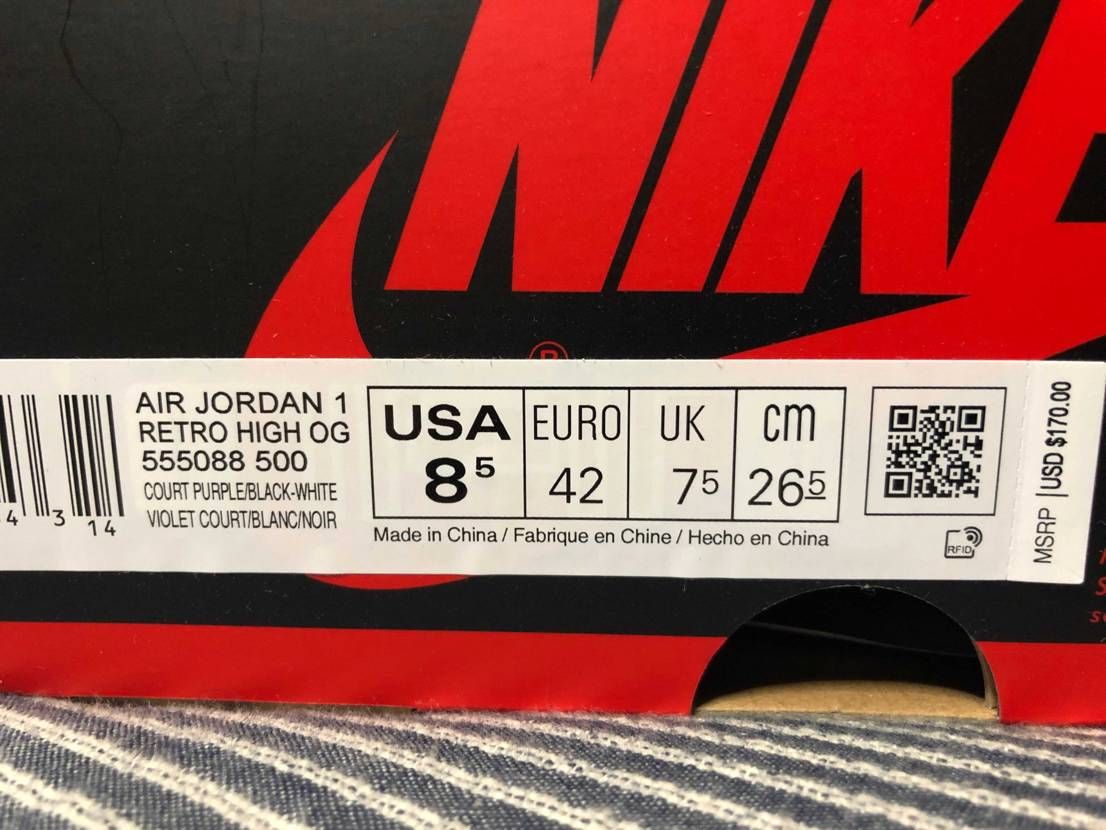 NIKE
®
AIR JORDAN 1
RETRO HIGH OG
555088 500
COURT PURPLE/BLACK-WHITE
VIOLET COURT/BLANC/NOIR
4 3 14
USA EURO UK cm
8⁵ 42 7⁵ 26⁵
Made in China / Fabrique en Chine / Hecho en China
RFID
MSRP | USD $170.00